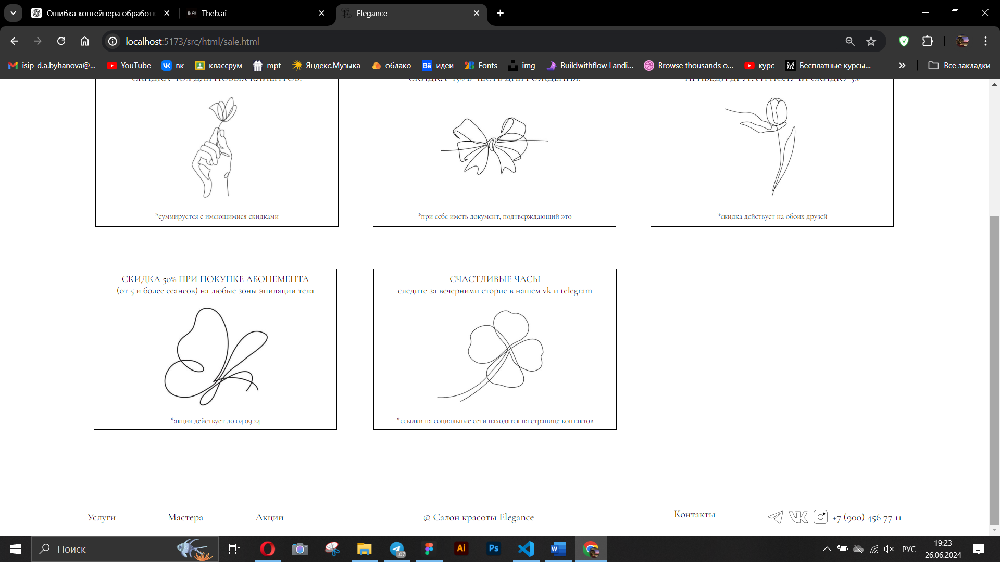 Ошибка контейнера обработк
Theb.ai
Elegance
localhost:5173/src/html/sale.html
isip_d.a.byhanova@...
YouTube
вк
класcрум
mpt
Яндекс.Музыка
облако
идеи
Fonts
img
Buildwithflow Landi...
Browse thousands o...
курс
Бесплатные курсы...
Все закладки
СКИДКА -10% ДЛЯ НОВЫХ КЛИЕНТОВ!
СКИДКА -15% В ЧЕСТЬ ДНЯ РОЖДЕНИЯ!
ПРИВЕДИ ДРУГА И ПОЛУЧИ СКИДКУ 5%
*суммируется с имеющимися скидками
*при себе иметь документ, подтверждающий это
*скидка действует на обоих друзей
СКИДКА 50% ПРИ ПОКУПКЕ АБОНЕМЕНТА
(от 5 и более сеансов) на любые зоны эпиляции тела
*акция действует до 04.09.24
СЧАСТЛИВЫЕ ЧАСЫ
следите за вечерними сторис в нашем vk и telegram
*ссылки на социальные сети находятся на странице контактов
Услуги
Мастера
Акции
© Салон красоты Elegance
Контакты
+7 (900) 456 77 11
Поиск
РУС
19:23
26.06.2024